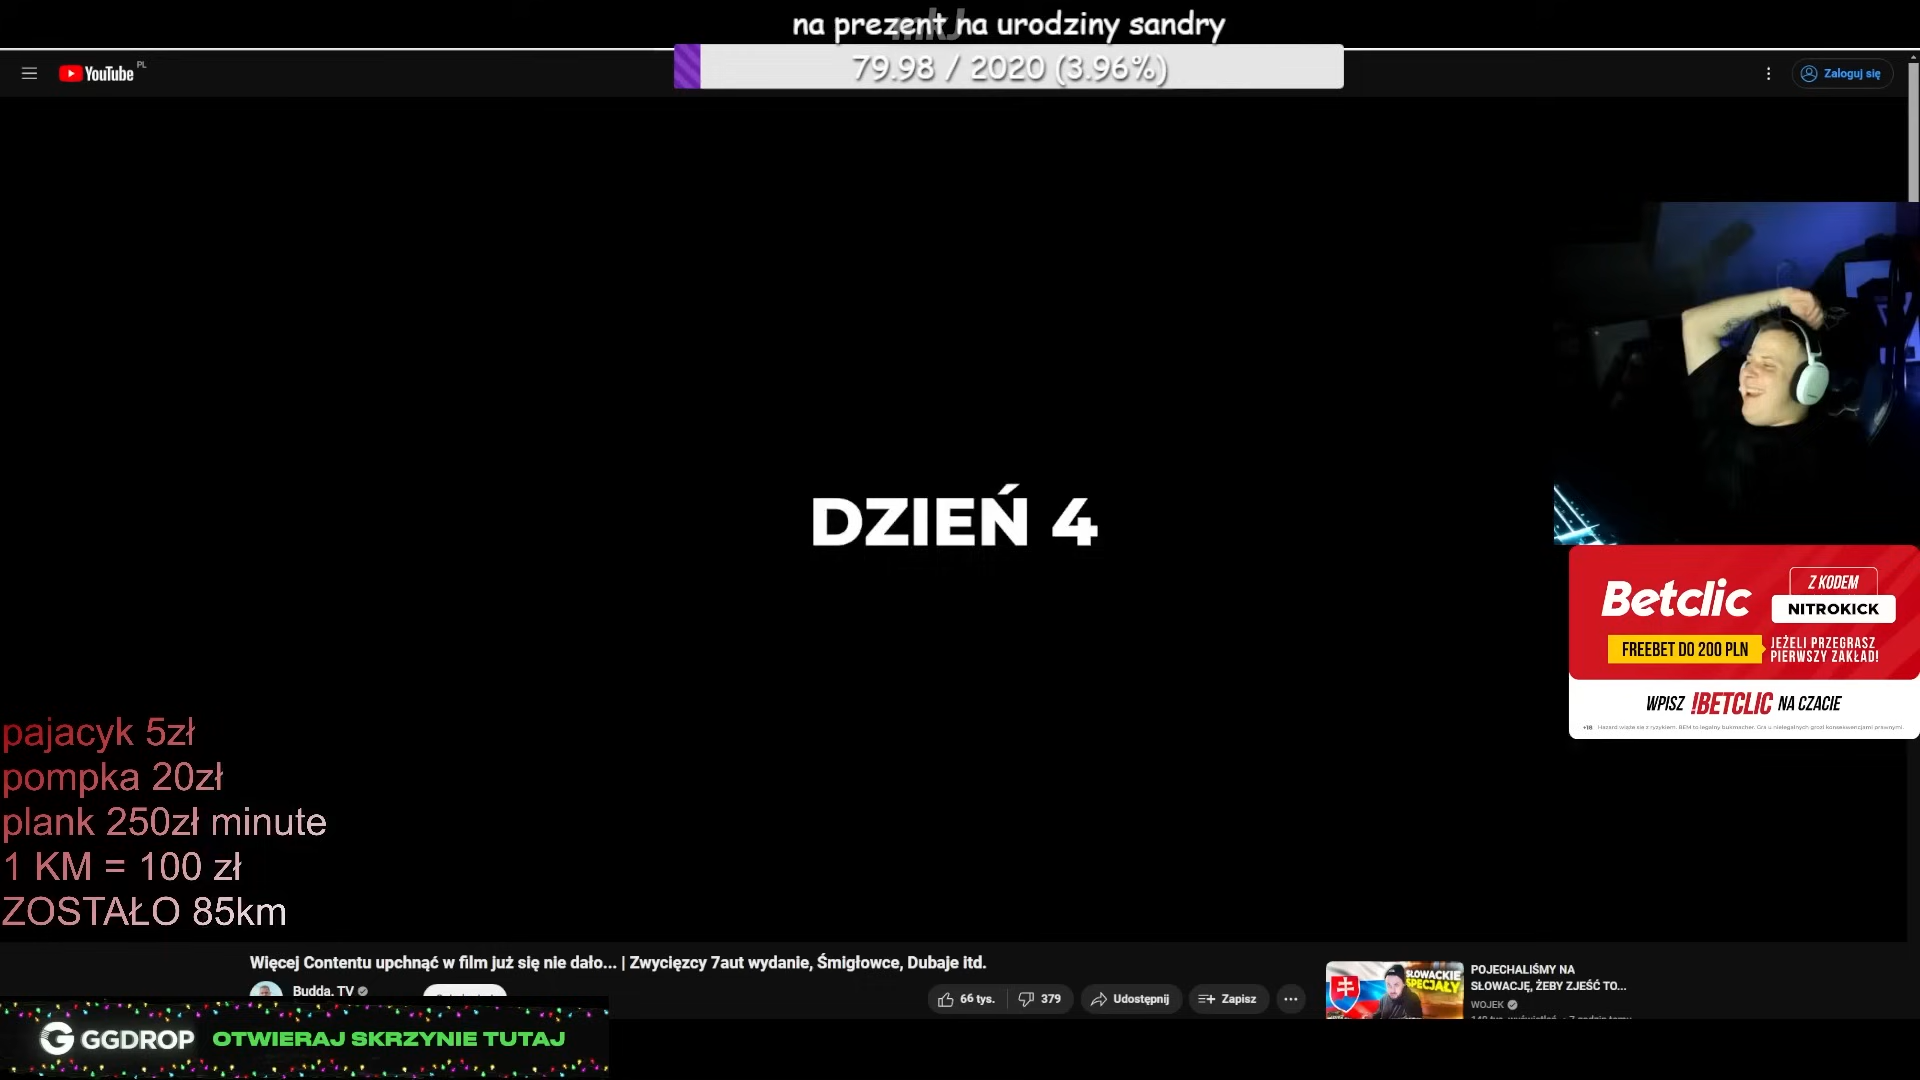 na prezent na urodziny sandry
79.98 / 2020 (3.96%)
YouTube PL
Zaloguj się
DZIEŃ 4
Betclic
Z KODEM
NITROKICK
FREEBET DO 200 PLN
JEŻELI PRZEGRASZ
PIERWSZY ZAKŁAD!
WPISZ !BETCLIC NA CZACIE
pajacyk 5zł
pompka 20zł
plank 250zł minute
1 KM = 100 zł
ZOSTAŁO 85km
Więcej Contentu upchnąć w film już się nie dało... | Zwycięzcy 7aut wydanie, Śmigłowce, Dubaje itd.
Budda. TV
66 tys.
379
Udostępnij
Zapisz
SŁOWACKIE
SPECJAŁY
POJECHALIŚMY NA
SŁOWACJĘ, ŻEBY ZJEŚĆ TO...
WOJEK
GGDROP
OTWIERAJ SKRZYNIE TUTAJ